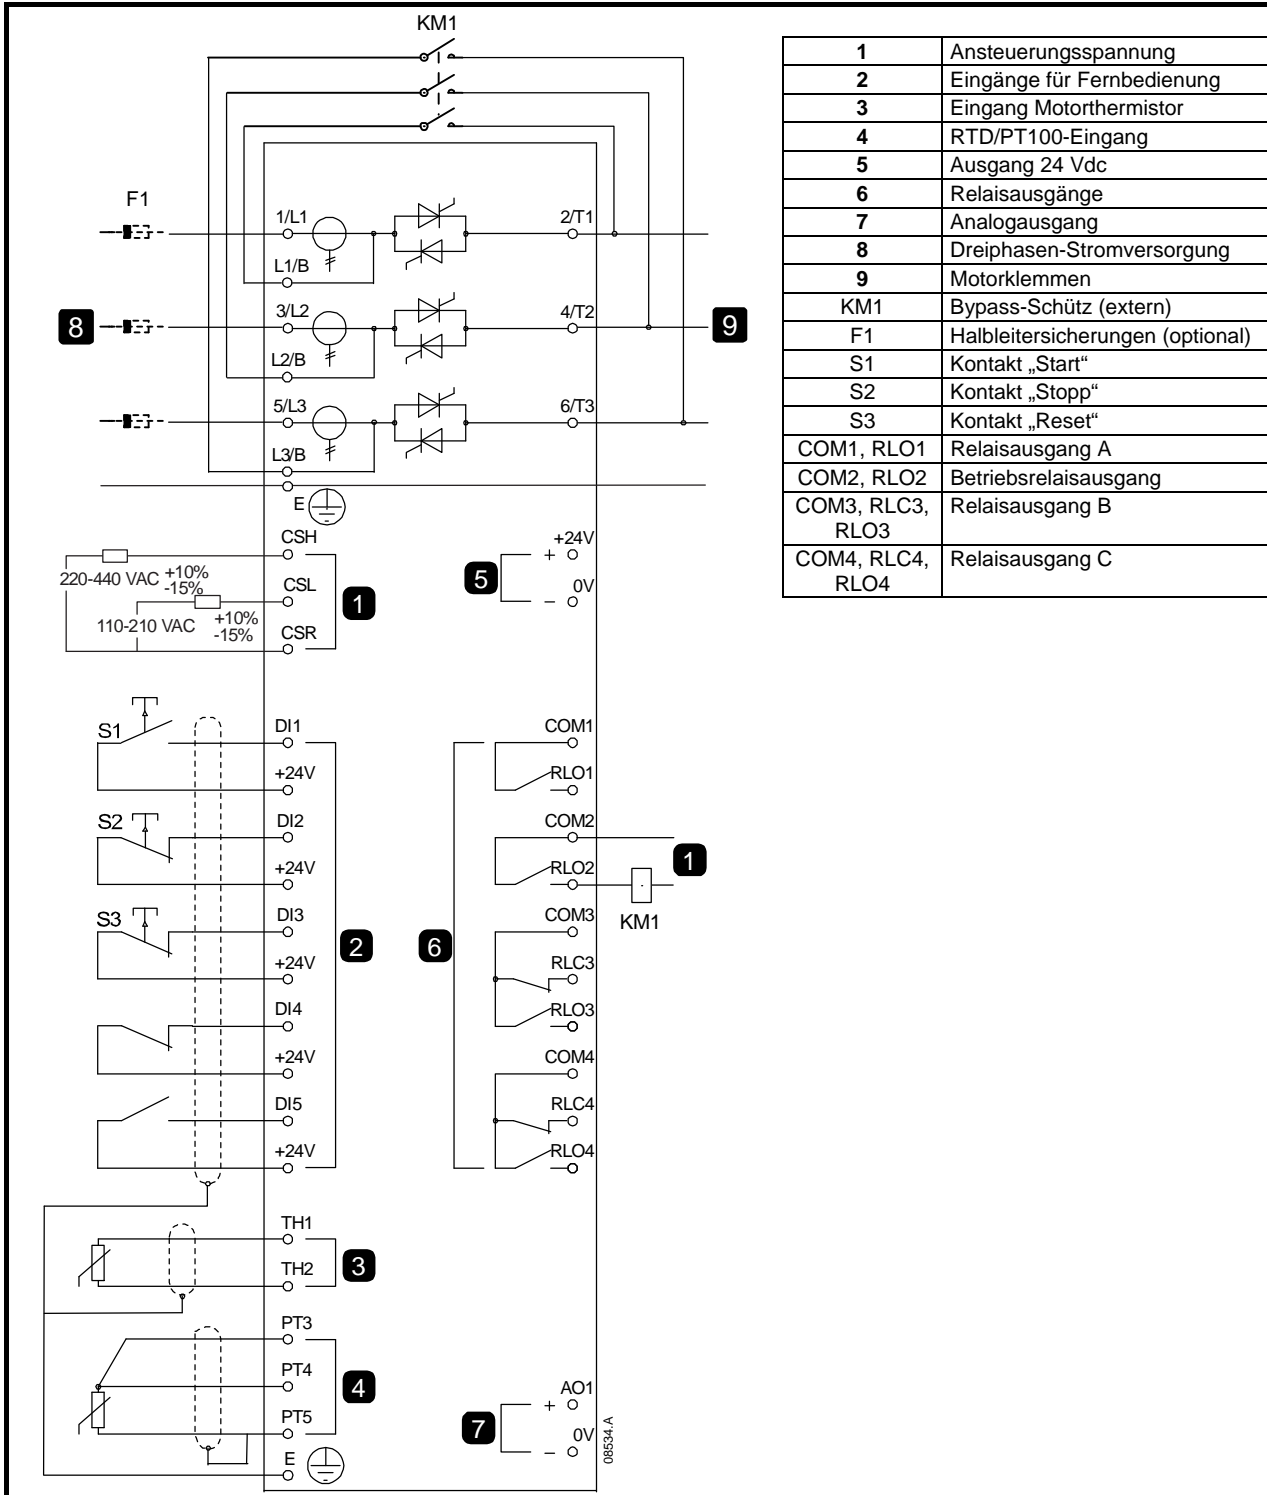 KM1
F1
1/L1
2/T1
L1/B
3/L2
4/T2
8
9
L2/B
5/L3
6/T3
L3/B
E
CSH
220-440 VAC +10% -15%
CSL
1
110-210 VAC +10% -15%
CSR
+24V
+
5
0V
–
S1
DI1
+24V
S2
DI2
+24V
S3
DI3
2
+24V
DI4
+24V
DI5
+24V
COM1
RLO1
COM2
1
RLO2
KM1
COM3
6
RLC3
RLO3
COM4
RLC4
RLO4
TH1
3
TH2
PT3
PT4
4
PT5
E
AO1
+
7
0V
–
08534.A
1 Ansteuerungsspannung
2 Eingänge für Fernbedienung
3 Eingang Motorthermistor
4 RTD/PT100-Eingang
5 Ausgang 24 Vdc
6 Relaisausgänge
7 Analogausgang
8 Dreiphasen-Stromversorgung
9 Motorklemmen
KM1 Bypass-Schütz (extern)
F1 Halbleitersicherungen (optional)
S1 Kontakt „Start“
S2 Kontakt „Stopp“
S3 Kontakt „Reset“
COM1, RLO1 Relaisausgang A
COM2, RLO2 Betriebsrelaisausgang
COM3, RLC3, Relaisausgang B
RLO3
COM4, RLC4, Relaisausgang C
RLO4